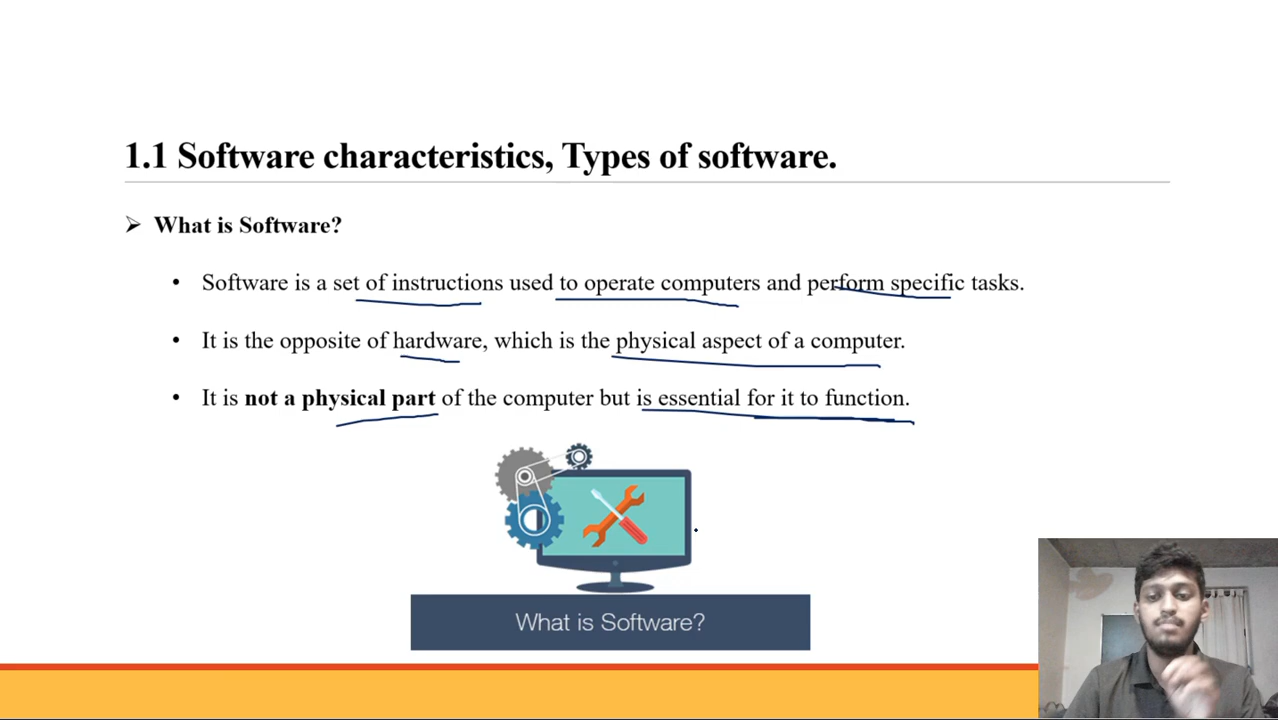 1.1 Software characteristics, Types of software.
What is Software?
• Software is a set of instructions used to operate computers and perform specific tasks.
• It is the opposite of hardware, which is the physical aspect of a computer.
• It is not a physical part of the computer but is essential for it to function.
What is Software?